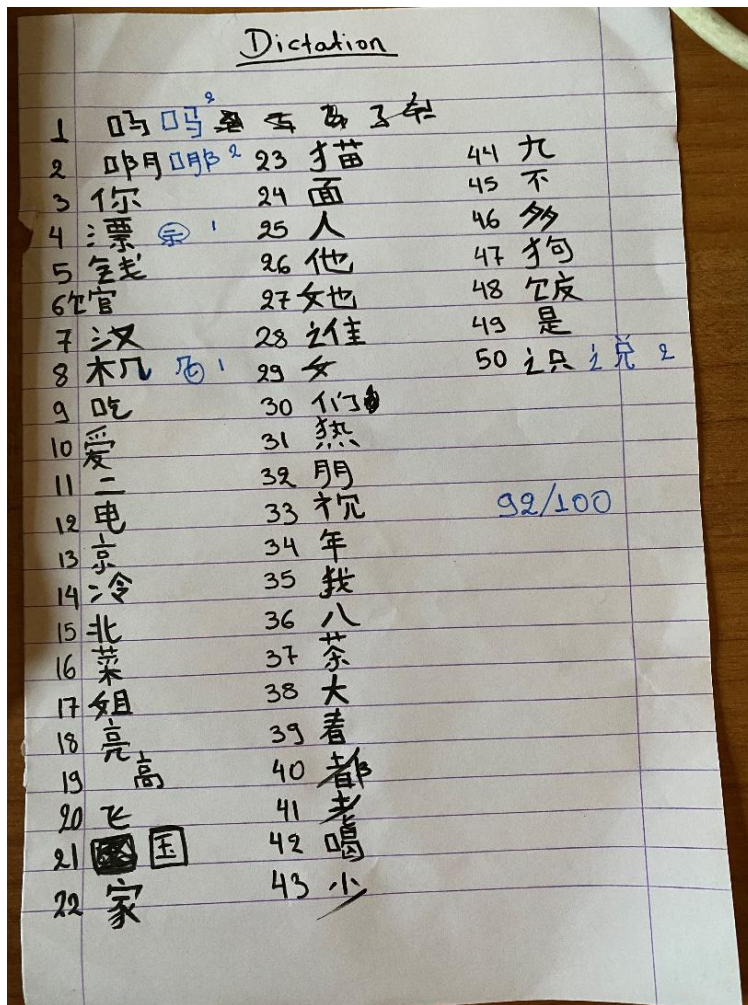 Dictation
1 吗 吗 2
2 哪 哪 2
3 你
4 漂 示 1
5 钱
6 馆
7 汉
8 机 几 1
9 吃
10 爱
11 二
12 电
13 京
14 冷
15 北
16 菜
17 姐
18 亮
19 高
20 飞
21 国
22 家
23 猫
24 面
25 人
26 他
27 她
28 谁
29 女
30 们
31 热
32 朋
33
34 年
35 我
36 八
37 茶
38 大
39 看
40 都
41 老
42 喝
43 少
44 九
45 不
46 多
47 狗
48 饭
49 是
50 识 说 2
92/100